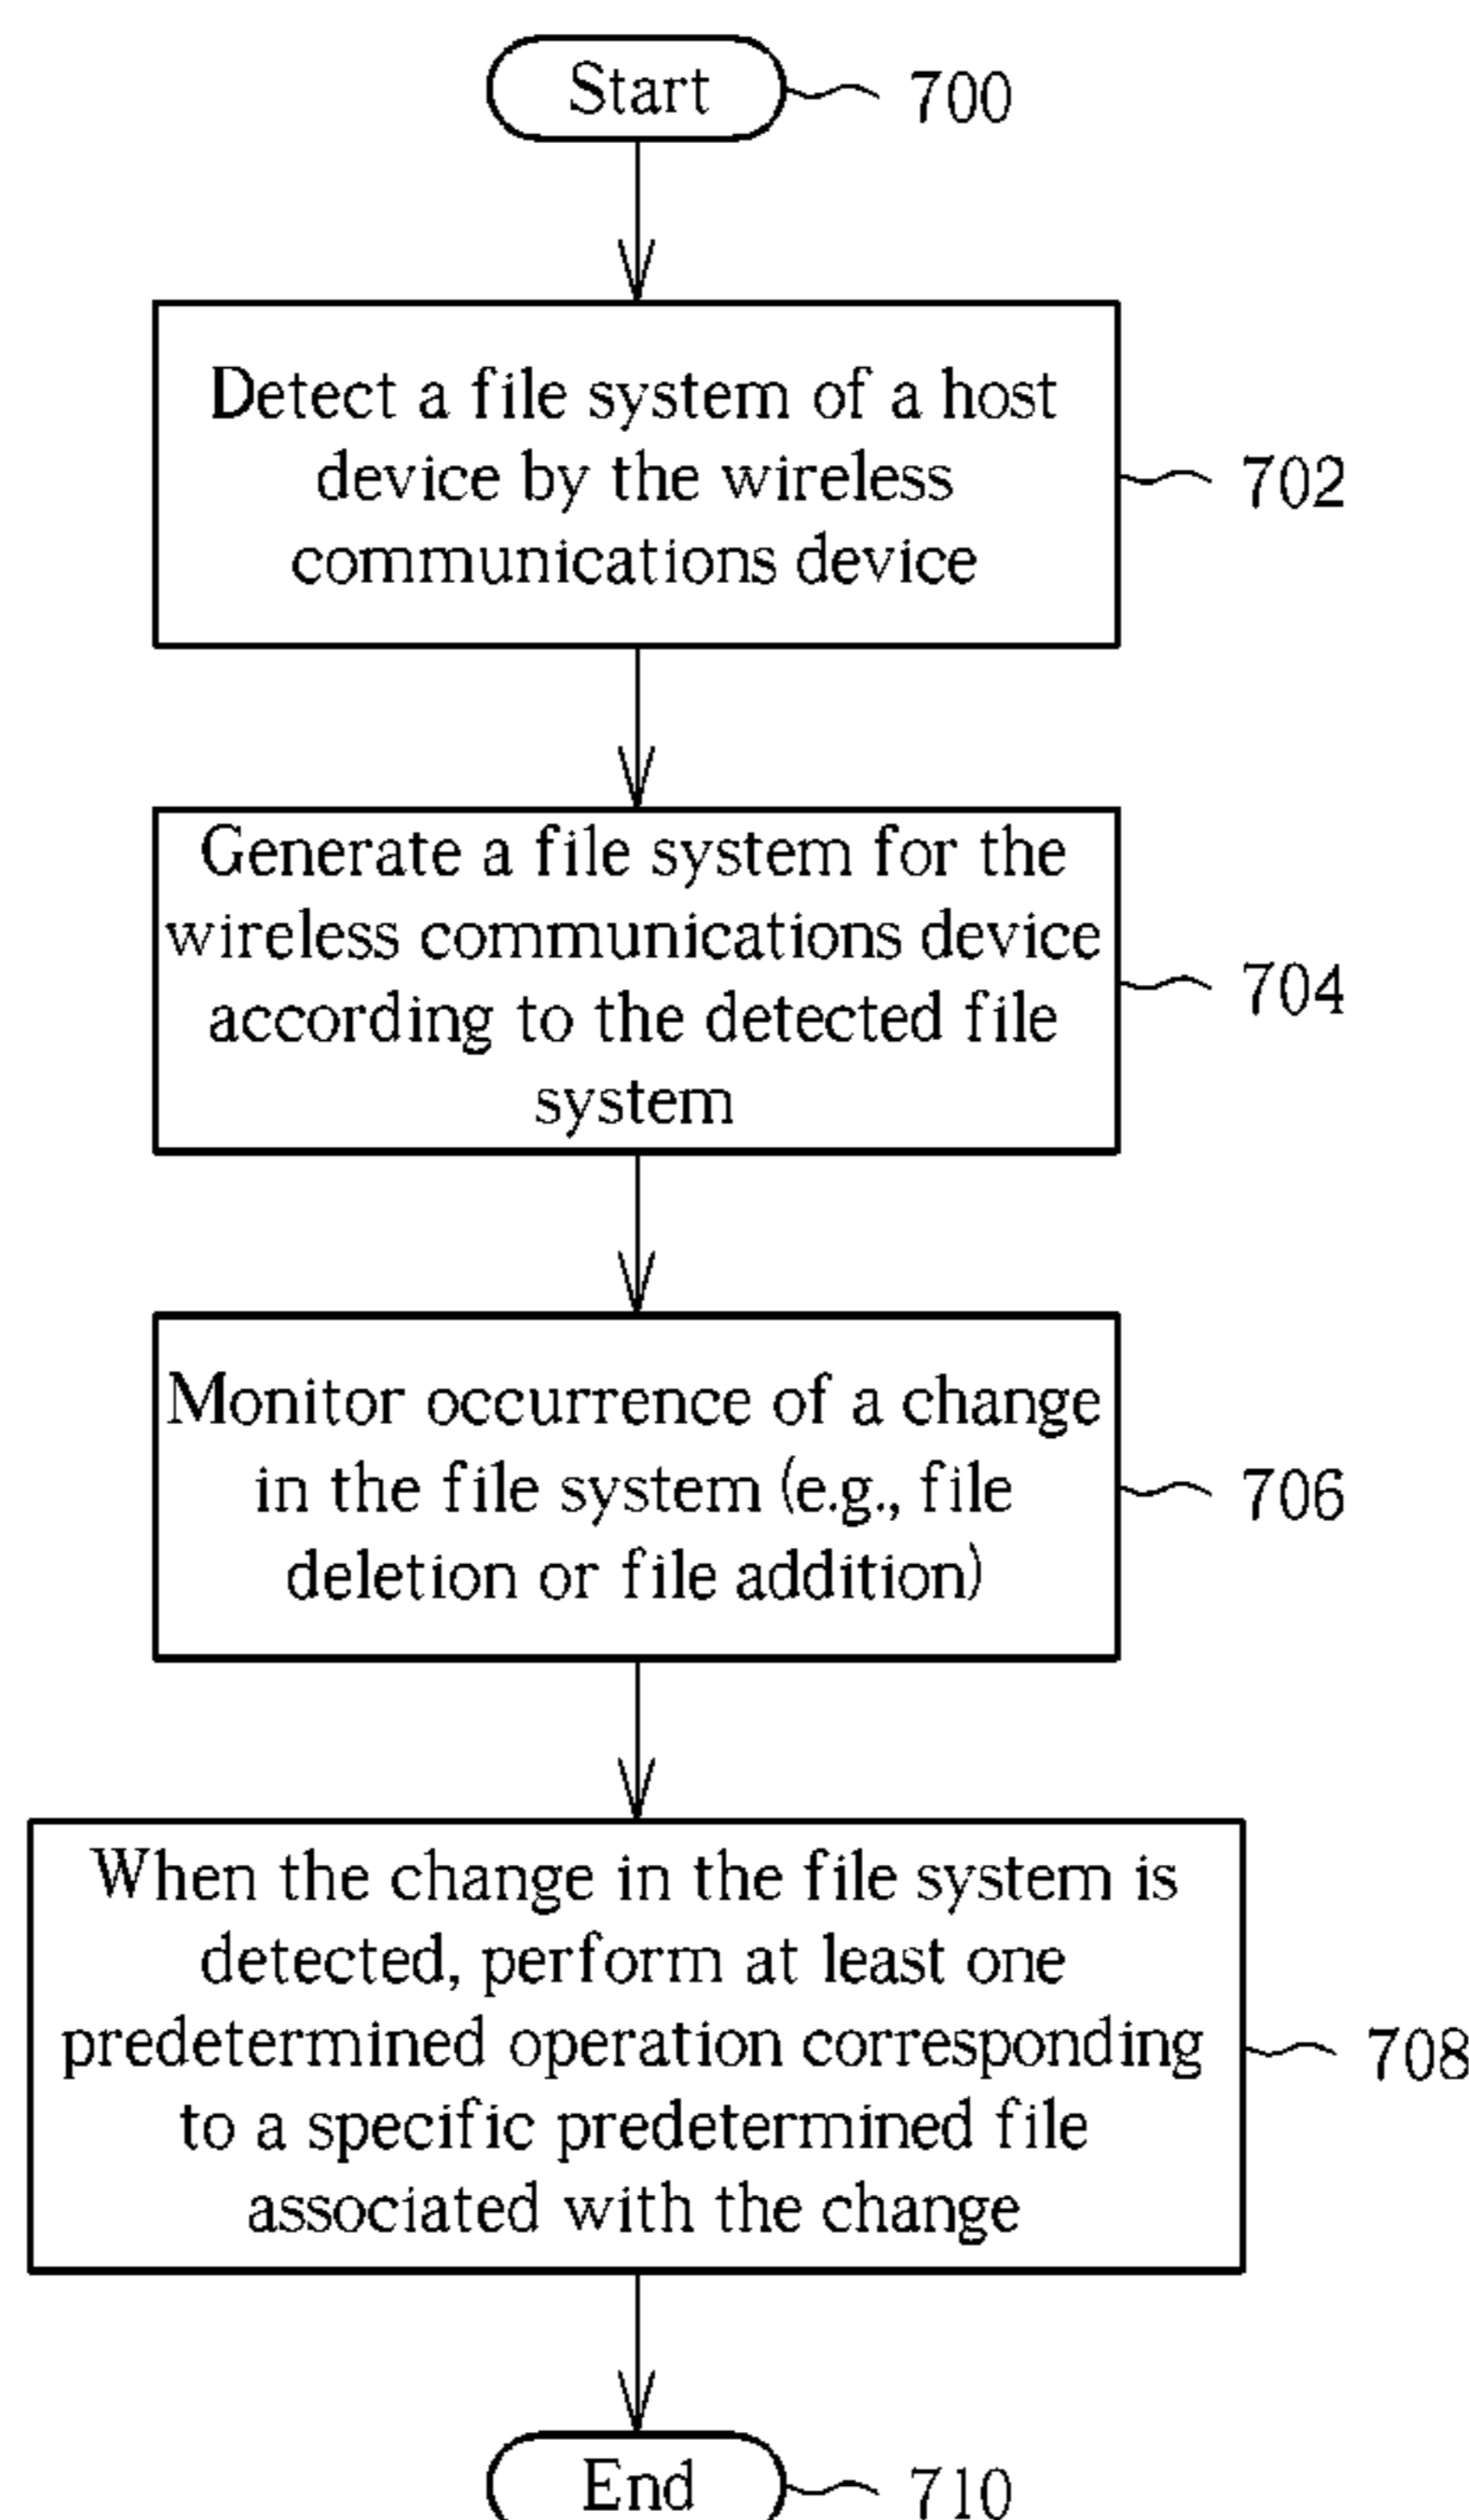 Start
700
Detect a file system of a host
device by the wireless
communications device
702
Generate a file system for the
wireless communications device
according to the detected file
system
704
Monitor occurrence of a change
in the file system (e.g., file
deletion or file addition)
706
When the change in the file system is
detected, perform at least one
predetermined operation corresponding
to a specific predetermined file
associated with the change
708
End
710